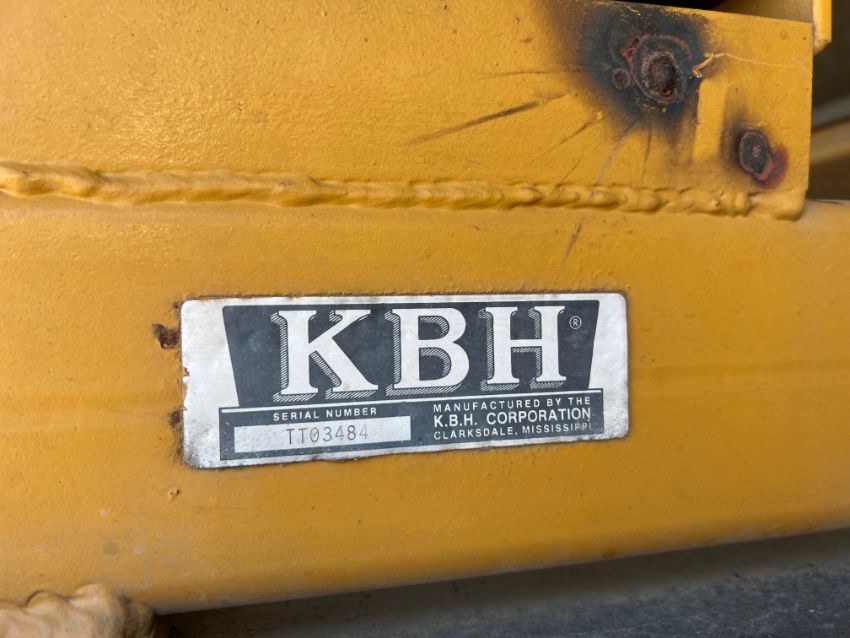 KBH®
SERIAL NUMBER
TT03484
MANUFACTURED BY THE
K.B.H. CORPORATION
CLARKSDALE, MISSISSIPPI